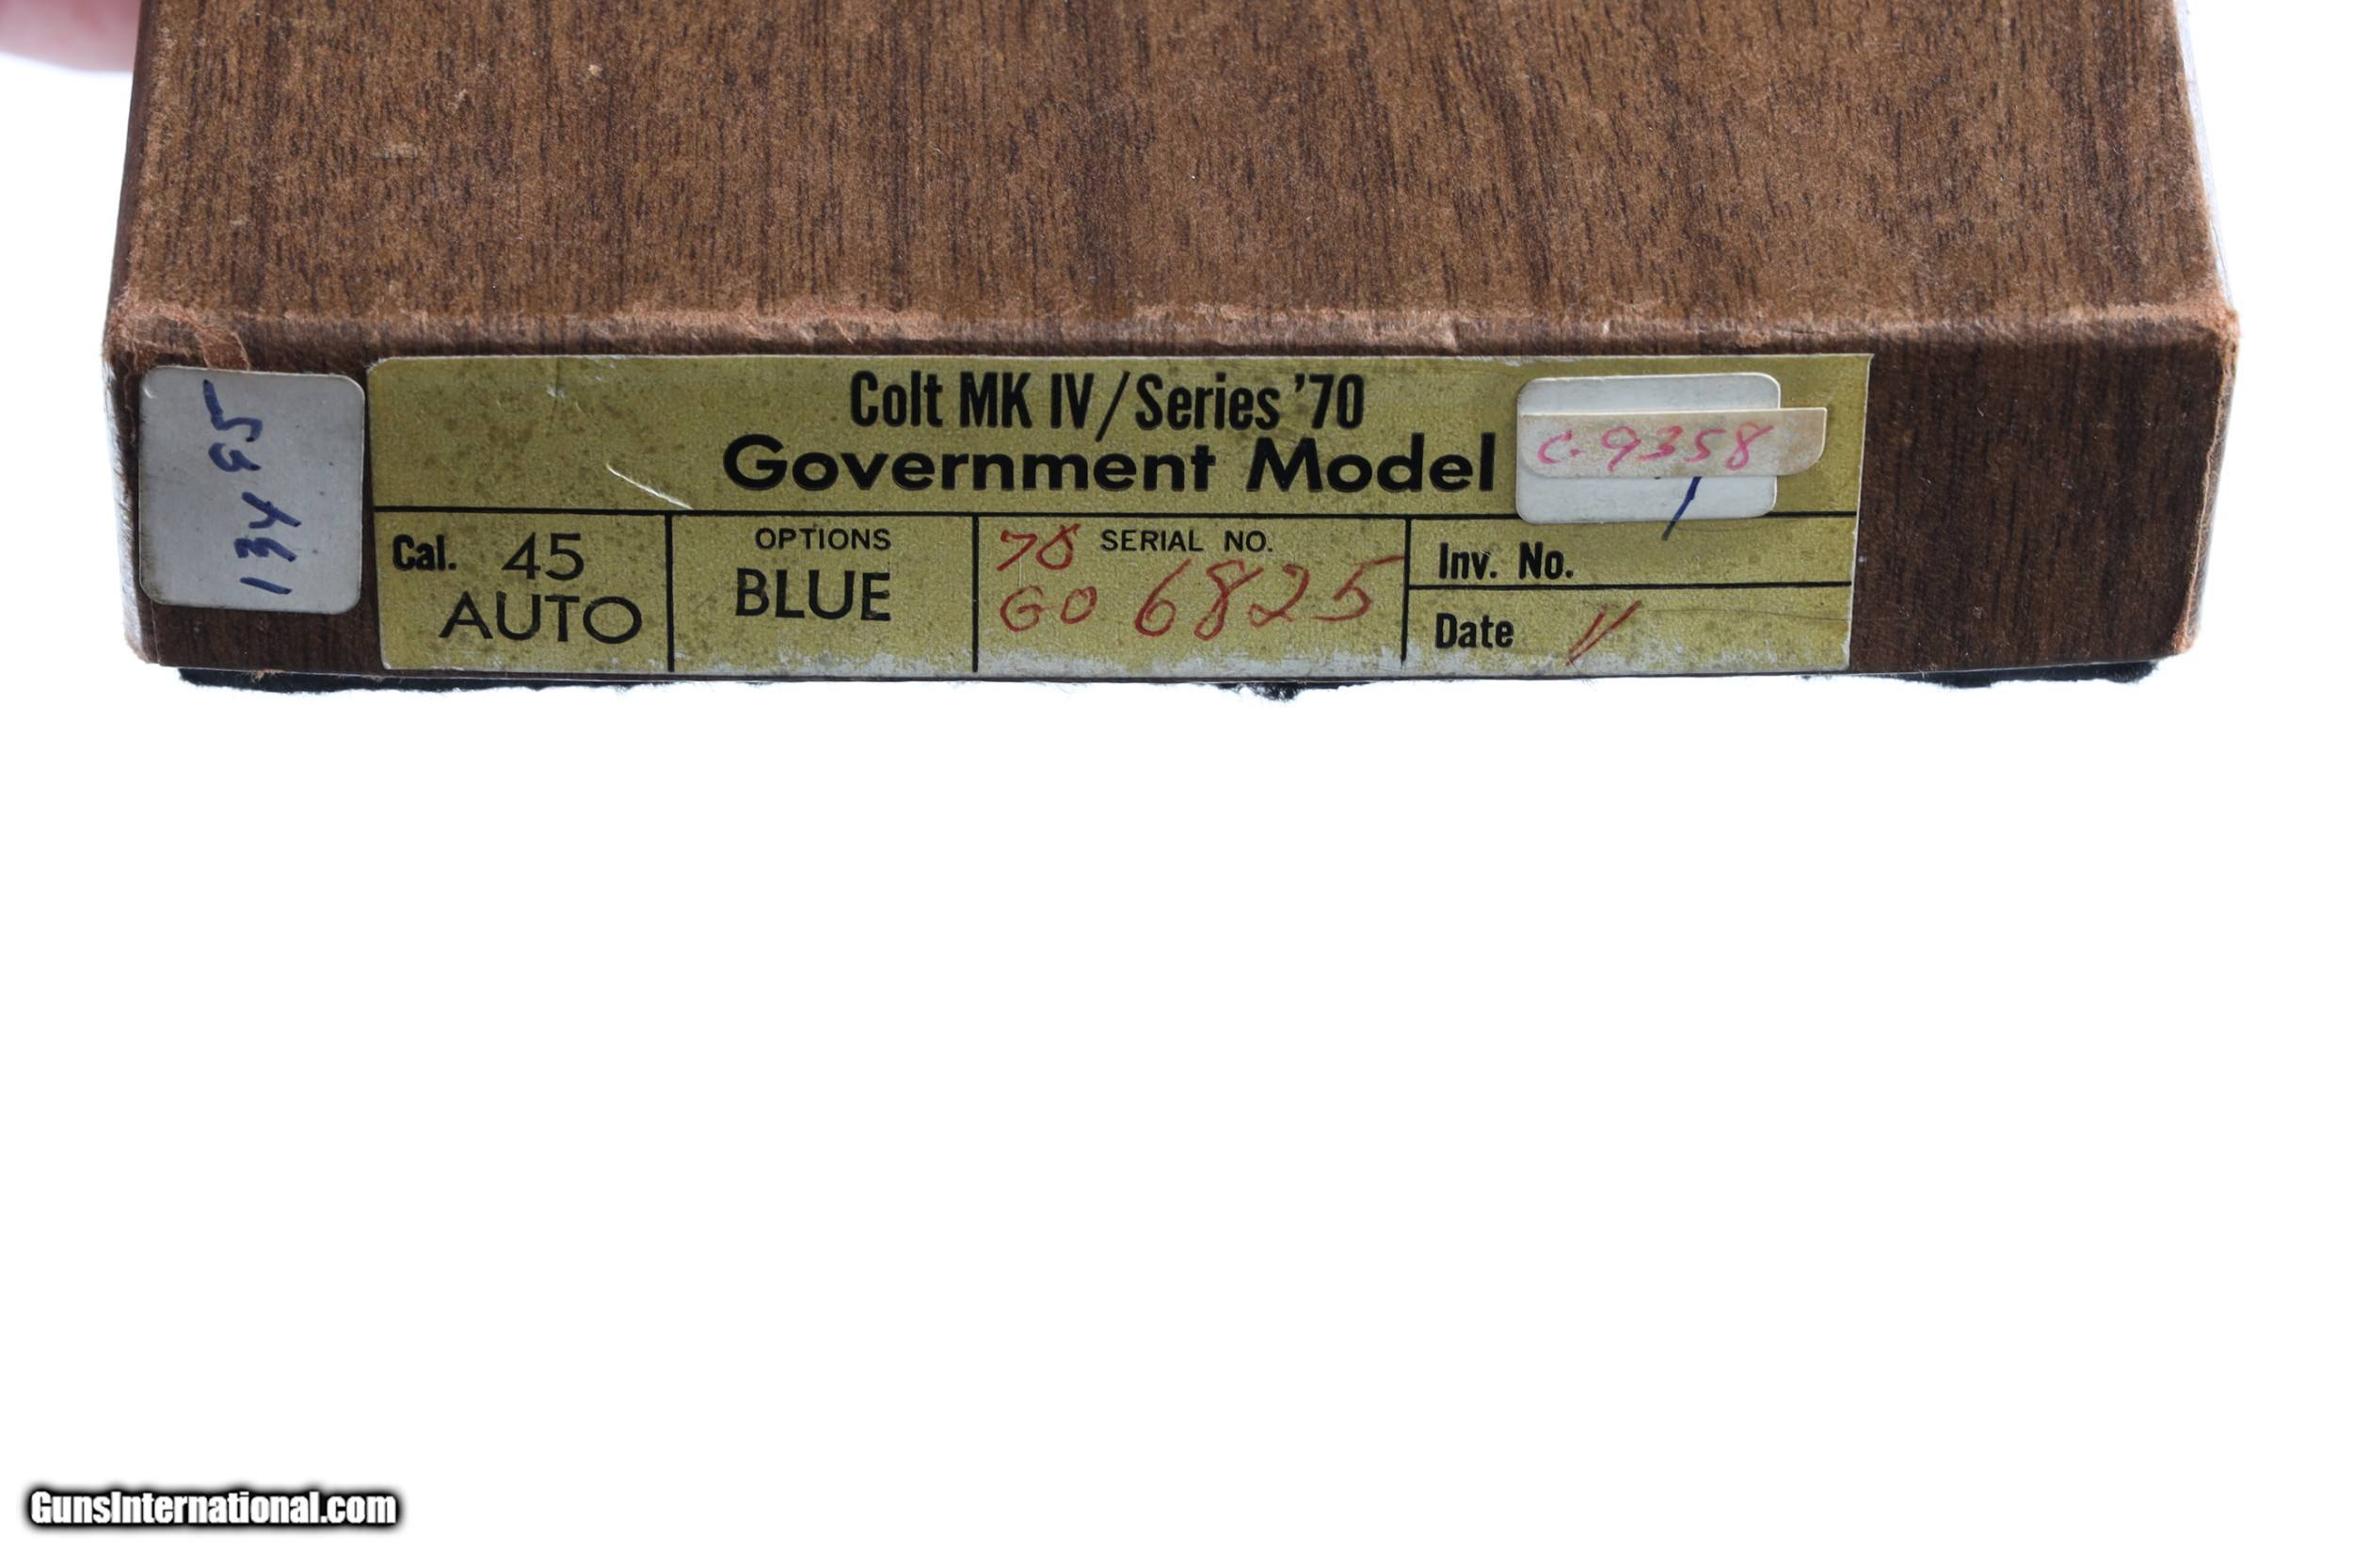 Colt MK IV/Series '70
Government Model
C. 9358
134 95
Cal. 45
AUTO
OPTIONS
BLUE
SERIAL NO.
70
GO 6825
Inv. No.
Date
GunsInternational.com